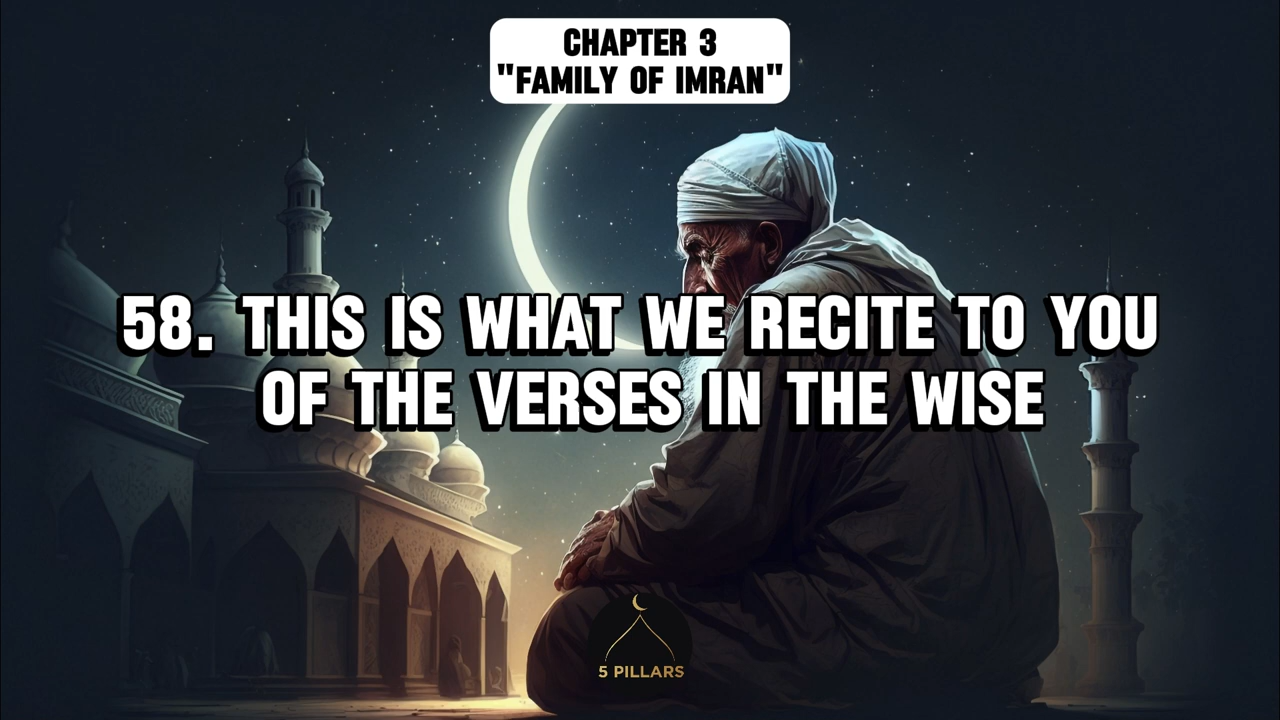 CHAPTER 3
"FAMILY OF IMRAN"
58. THIS IS WHAT WE RECITE TO YOU
OF THE VERSES IN THE WISE
5 PILLARS